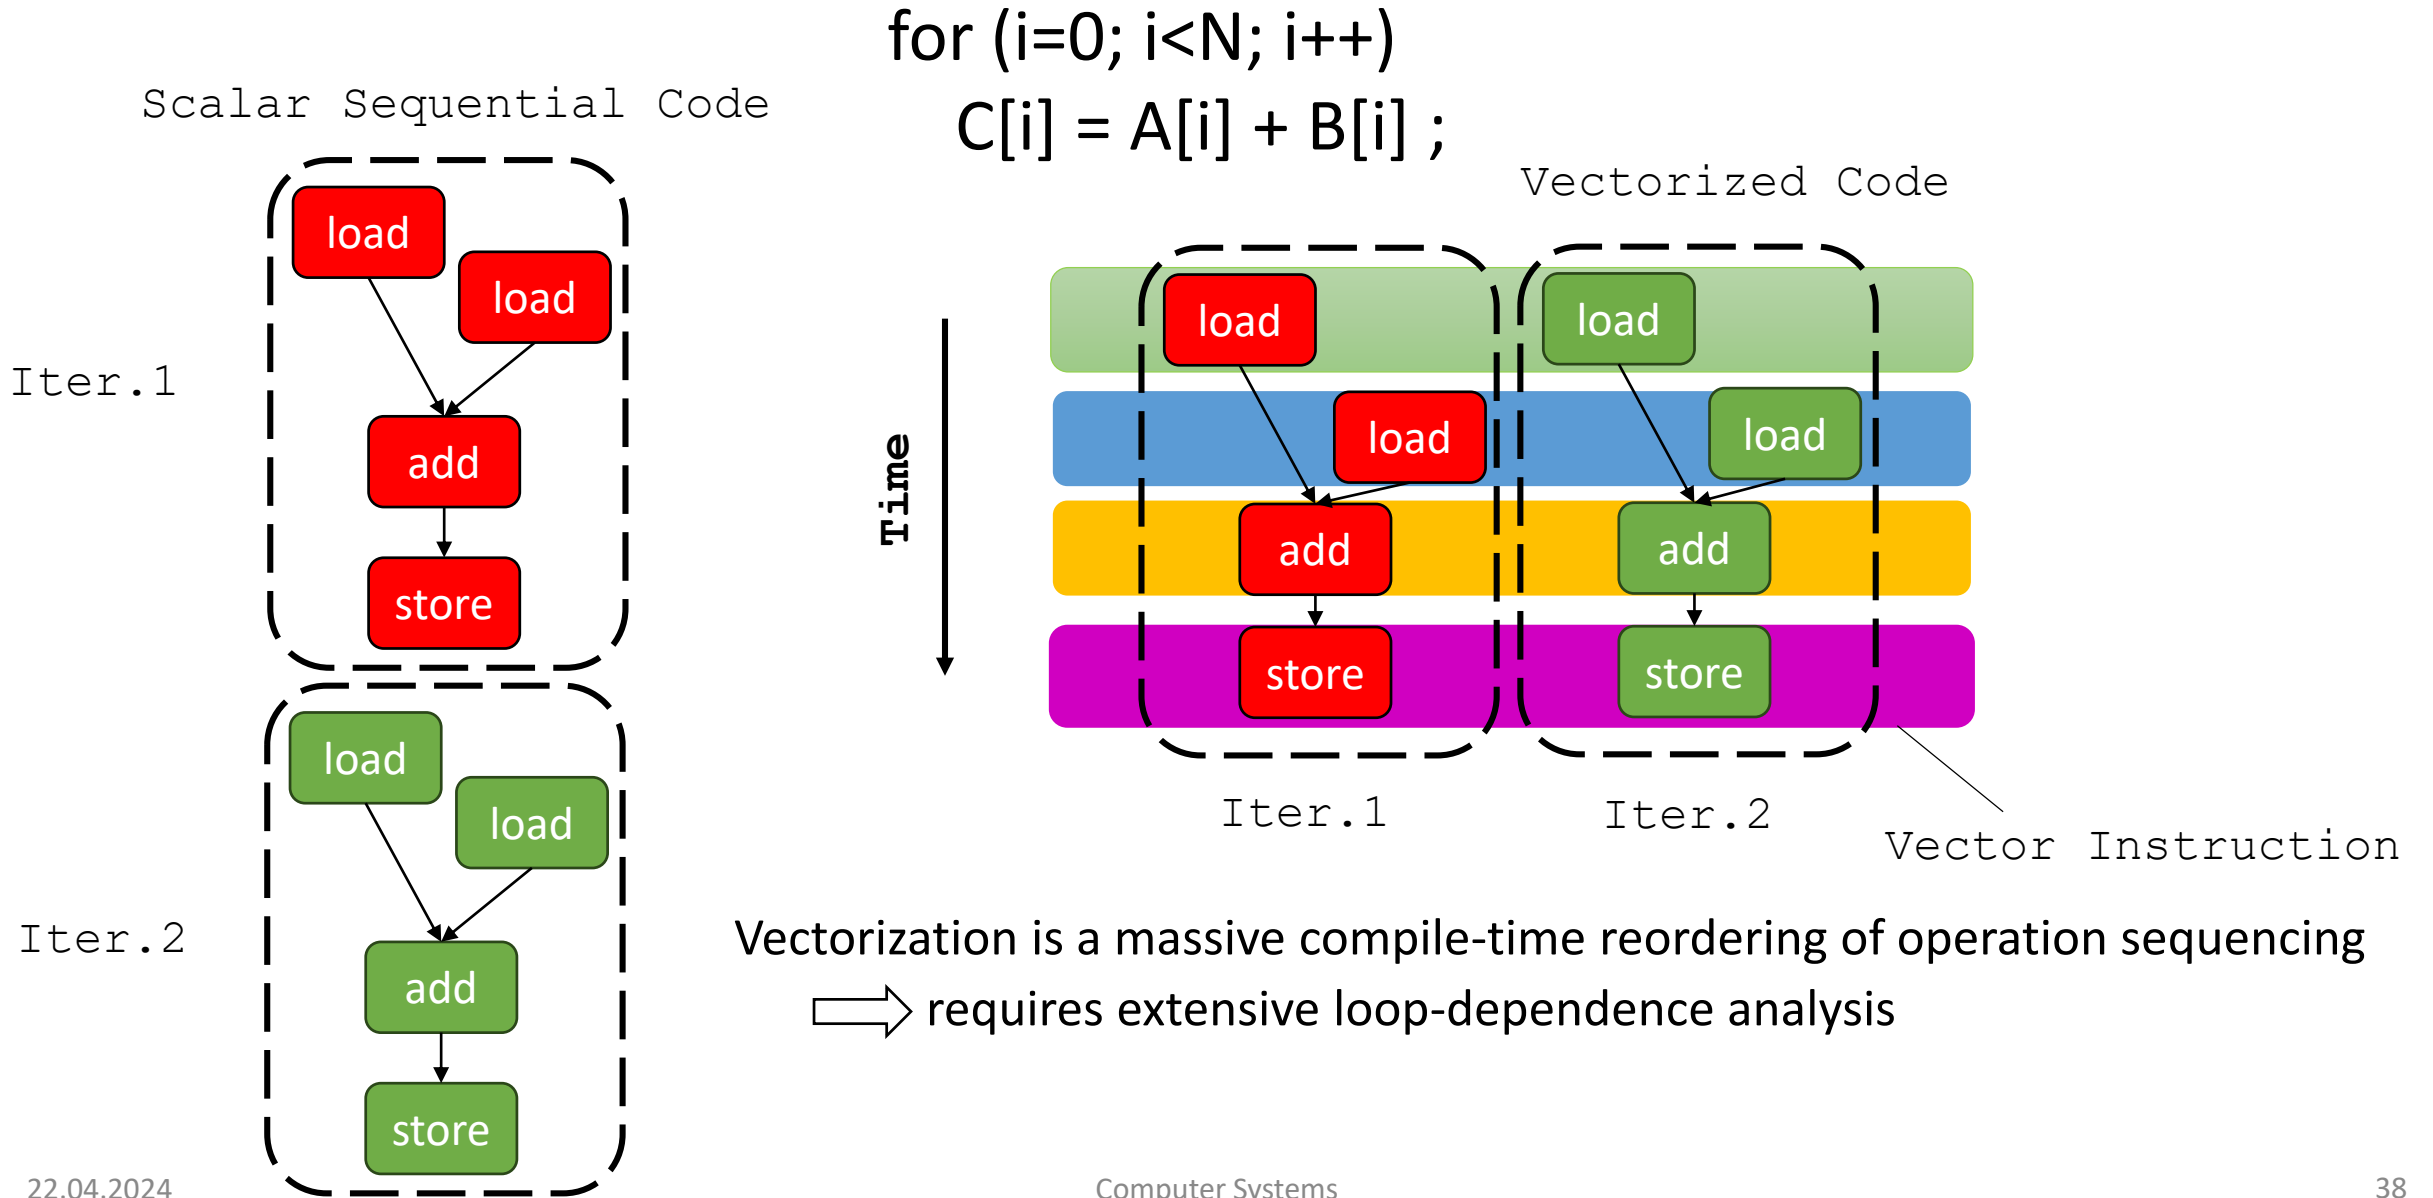 for (i=0; i<N; i++)
C[i] = A[i] + B[i] ;
Scalar Sequential Code
Iter.1
load
load
add
store
Iter.2
load
load
add
store
Vectorized Code
Time
load
load
load
load
add
add
store
store
Iter.1
Iter.2
Vector Instruction
Vectorization is a massive compile-time reordering of operation sequencing
requires extensive loop-dependence analysis
22.04.2024
Computer Systems
38